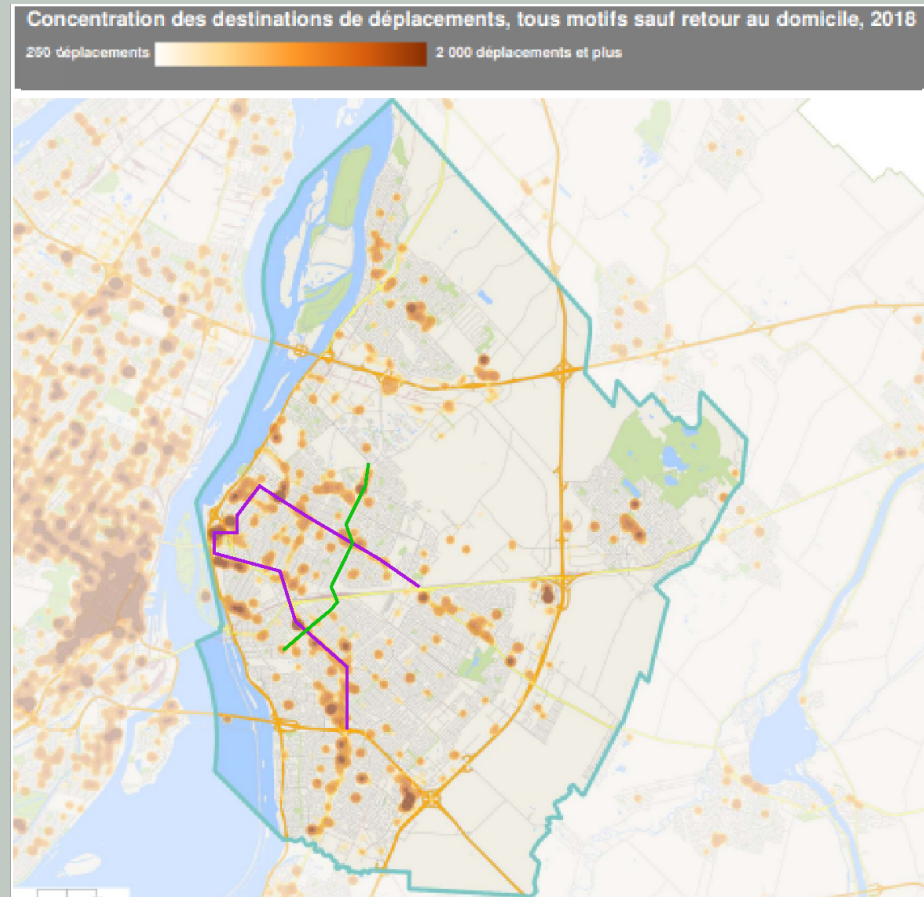 Concentration des destinations de déplacements, tous motifs sauf retour au domicile, 2018
250 déplacements 2 000 déplacements et plus